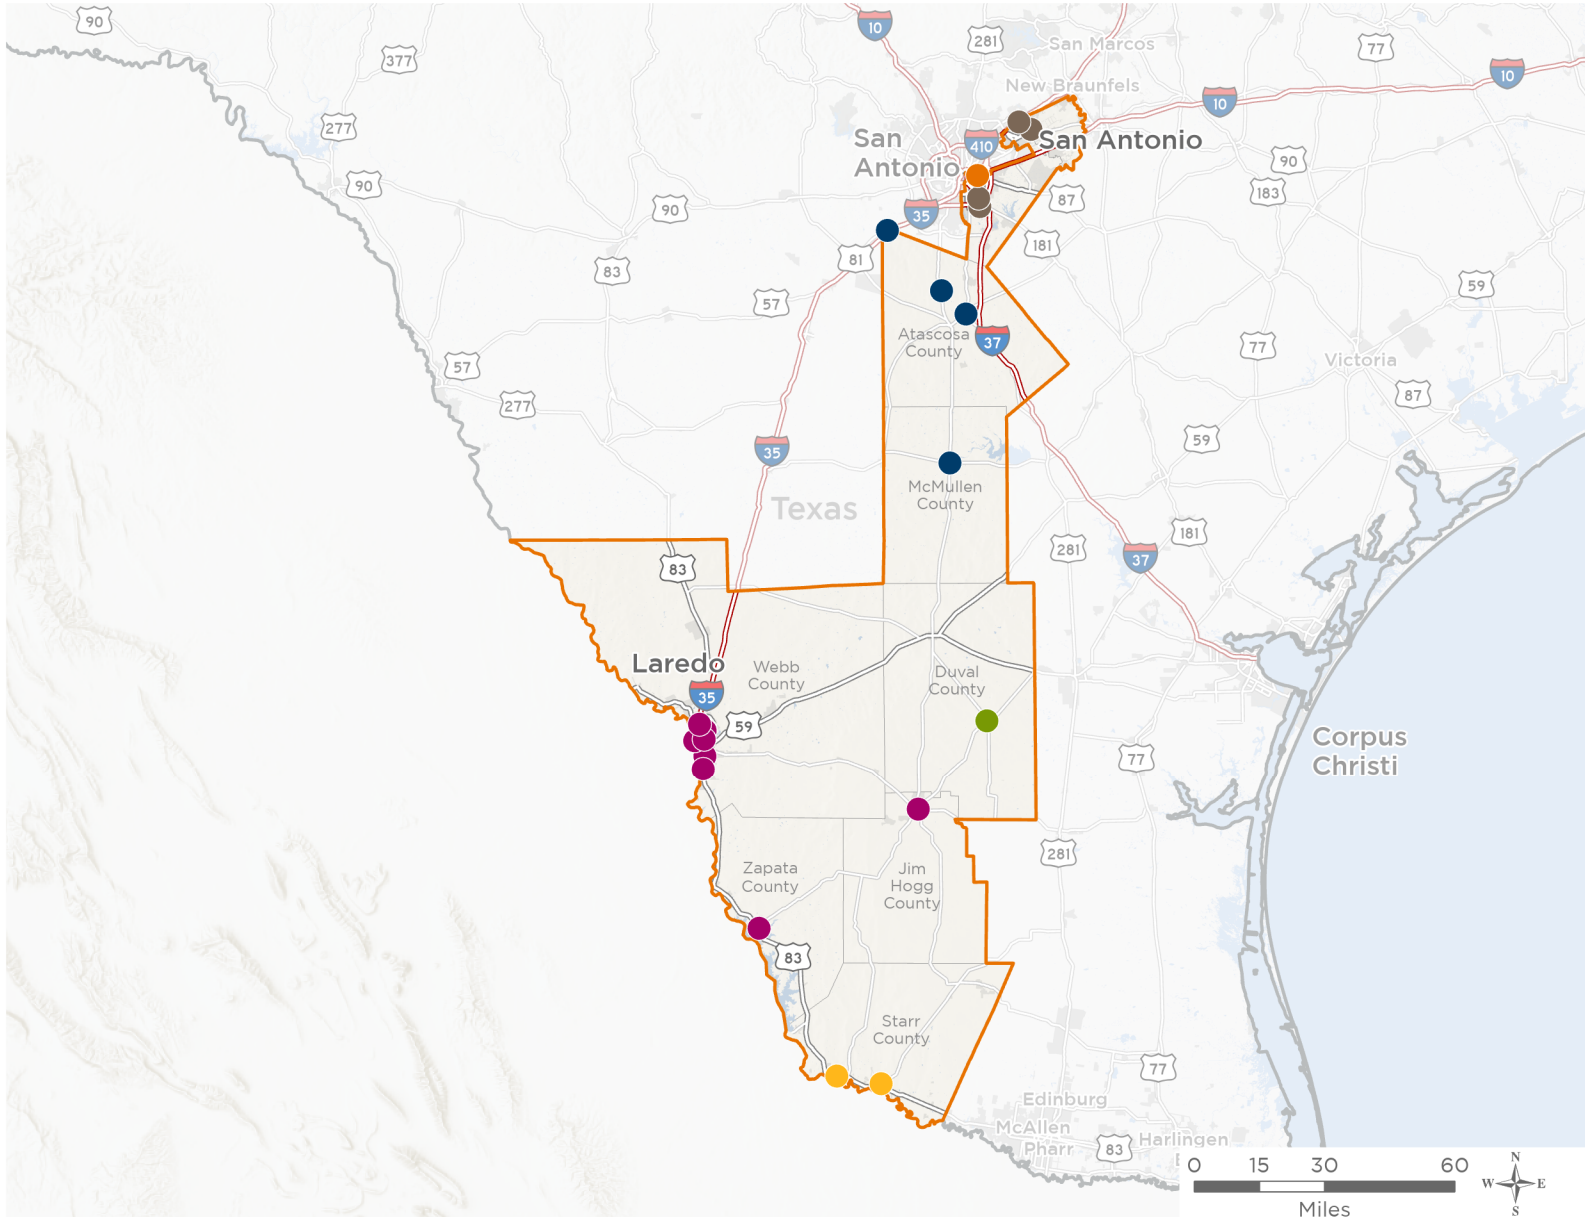 90
10
281
San Marcos
77
377
10
New Braunfels
10
277
San
Antonio
410
San Antonio
90
90
183
87
90
35
181
81
83
59
57
Atascosa
County
37
77
Victoria
57
87
277
59
35
McMullen
County
Texas
181
281
37
83
Laredo
Webb
County
Duval
County
35
59
Corpus
Christi
77
281
Zapata
County
Jim
Hogg
County
83
Starr
County
77
Edinburg
McAllen
Pharr
83
Harlingen
0 15 30 60
Miles
N
W E
S